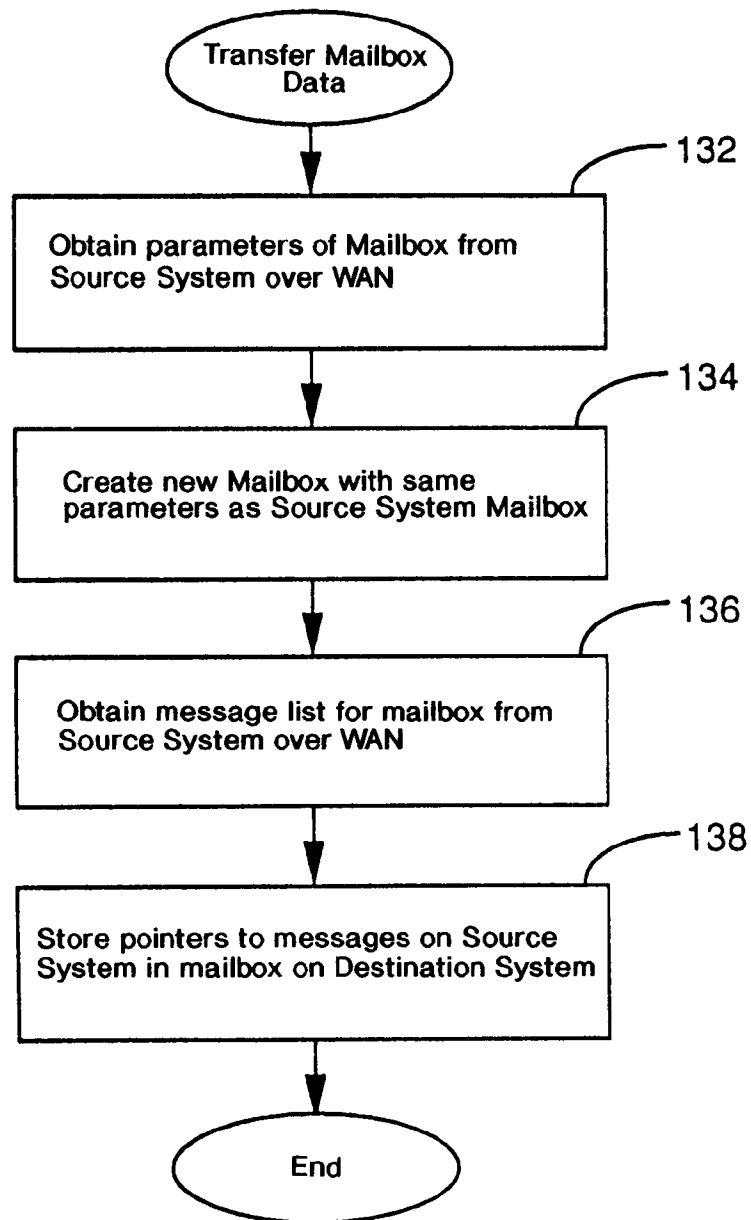 Transfer Mailbox
Data
132
Obtain parameters of Mailbox from
Source System over WAN
134
Create new Mailbox with same
parameters as Source System Mailbox
136
Obtain message list for mailbox from
Source System over WAN
138
Store pointers to messages on Source
System in mailbox on Destination System
End